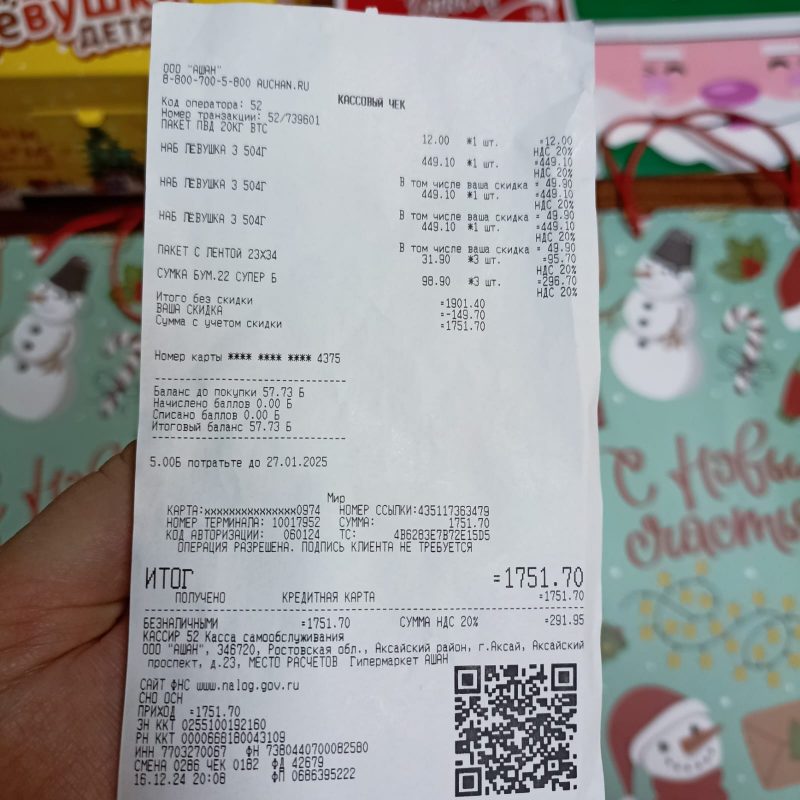 ЕВУШКА
ДЕТЯ
ООО "АШАН"
8-800-700-5-800 AUCHAN.RU
КАССОВЫЙ ЧЕК
Код оператора: 52
Номер транзакции: 52/739601
ПАКЕТ ПВД 20КГ ВТС
12.00 *1 шт. =12.00
НДС 20%
НАБ ПЕВУШКА 3 504Г
449.10 *1 шт. =449.10
НДС 20%
В том числе ваша скидка = 49.90
НАБ ПЕВУШКА 3 504Г
449.10 *1 шт. =449.10
НДС 20%
В том числе ваша скидка = 49.90
НАБ ПЕВУШКА 3 504Г
449.10 *1 шт. =449.10
НДС 20%
В том числе ваша скидка = 49.90
ПАКЕТ С ЛЕНТОЙ 23X34
31.90 *3 шт. =95.70
НДС 20%
СУМКА БУМ.22 СУПЕР Б
98.90 *3 шт. =296.70
НДС 20%
Итого без скидки =1901.40
ВАША СКИДКА =-149.70
Сумма с учетом скидки =1751.70
Номер карты **** **** **** 4375
Баланс до покупки 57.73 Б
Начислено баллов 0.00 Б
Списано баллов 0.00 Б
Итоговый баланс 57.73 Б
5.00Б потратьте до 27.01.2025
Мир
КАРТА:xxxxxxxxxxxxxxx0974 НОМЕР ССЫЛКИ:435117363479
НОМЕР ТЕРМИНАЛА: 10017952 СУММА: 1751.70
КОД АВТОРИЗАЦИИ: 060124 ТС: 4B62B3E7B72E15D5
ОПЕРАЦИЯ РАЗРЕШЕНА. ПОДПИСЬ КЛИЕНТА НЕ ТРЕБУЕТСЯ
ИТОГ =1751.70
ПОЛУЧЕНО КРЕДИТНАЯ КАРТА =1751.70
БЕЗНАЛИЧНЫМИ =1751.70 СУММА НДС 20% =291.95
КАССИР 52 Касса самообслуживания
ООО "АШАН", 346720, Ростовская обл., Аксайский район, г.Аксай, Аксайский
проспект, д.23, МЕСТО РАСЧЕТОВ Гипермаркет АШАН
САЙТ ФНС www.nalog.gov.ru
СНО ОСН
ПРИХОД =1751.70
ЗН ККТ 0255100192160
РН ККТ 0000668180043109
ИНН 7703270067 ФН 7380440700082580
СМЕНА 0286 ЧЕК 0182 ФД 42679
16.12.24 20:08 ФП 0686395222
С Новы
счасть